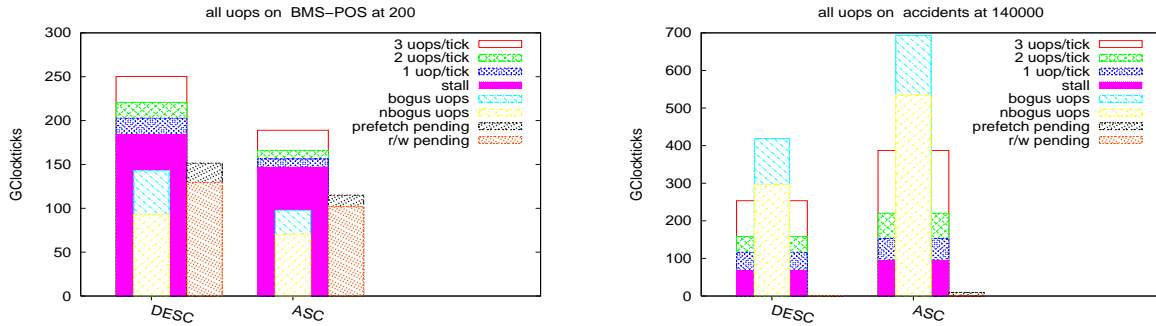 all uops on BMS−POS at 200
300
250
200
150
100
50
0
GClockticks
3 uops/tick
2 uops/tick
1 uop/tick
stall
bogus uops
nbogus uops
prefetch pending
r/w pending
DESC
ASC
all uops on accidents at 140000
700
600
500
400
300
200
100
0
GClockticks
3 uops/tick
2 uops/tick
1 uop/tick
stall
bogus uops
nbogus uops
prefetch pending
r/w pending
DESC
ASC